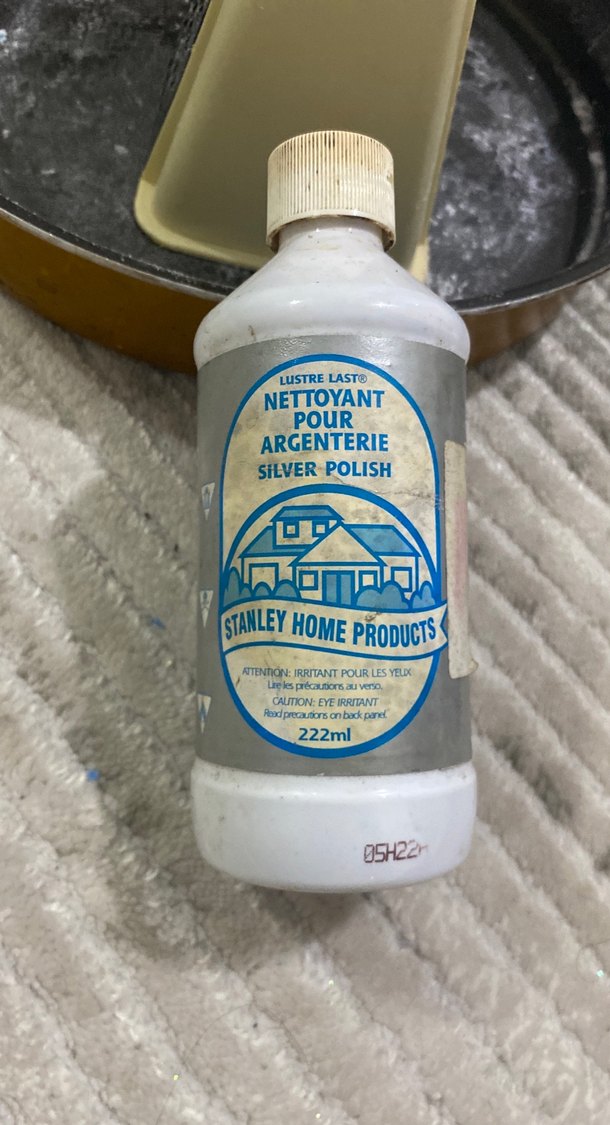 LUSTRE LAST®
NETTOYANT
POUR
ARGENTERIE
SILVER POLISH
STANLEY HOME PRODUCTS
ATTENTION: IRRITANT POUR LES YEUX
Lire les précautions au verso.
CAUTION: EYE IRRITANT
Read precautions on back panel.
222ml
05H22